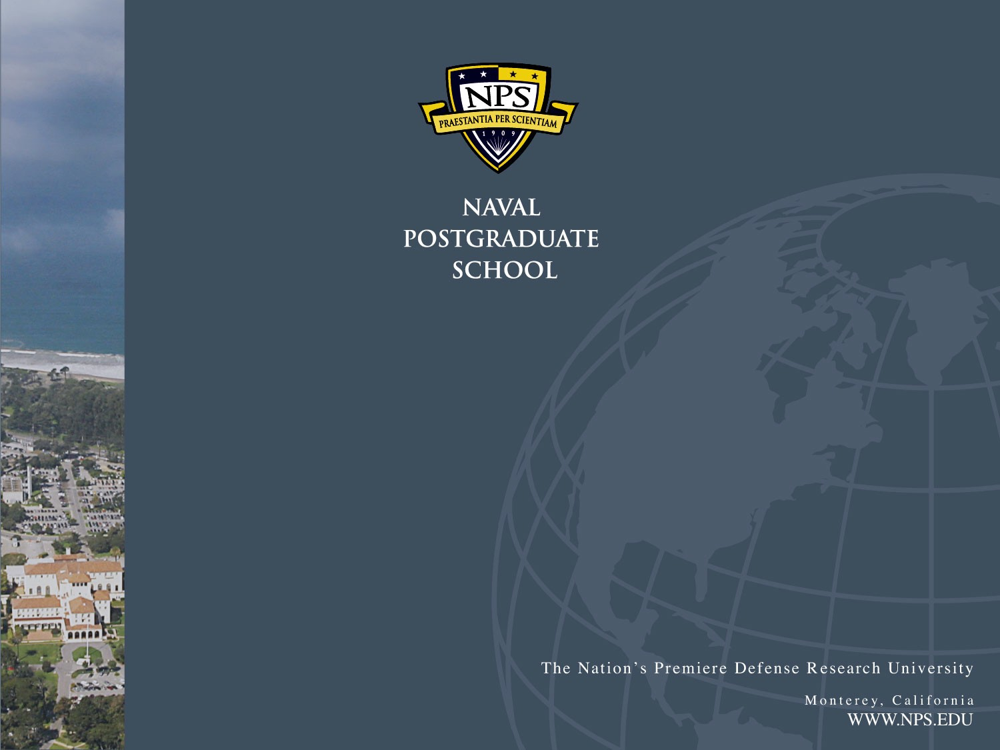 NPS
PRAESTANTIA PER SCIENTIAM
1909
NAVAL
POSTGRADUATE
SCHOOL
The Nation’s Premiere Defense Research University
Monterey, California
WWW.NPS.EDU